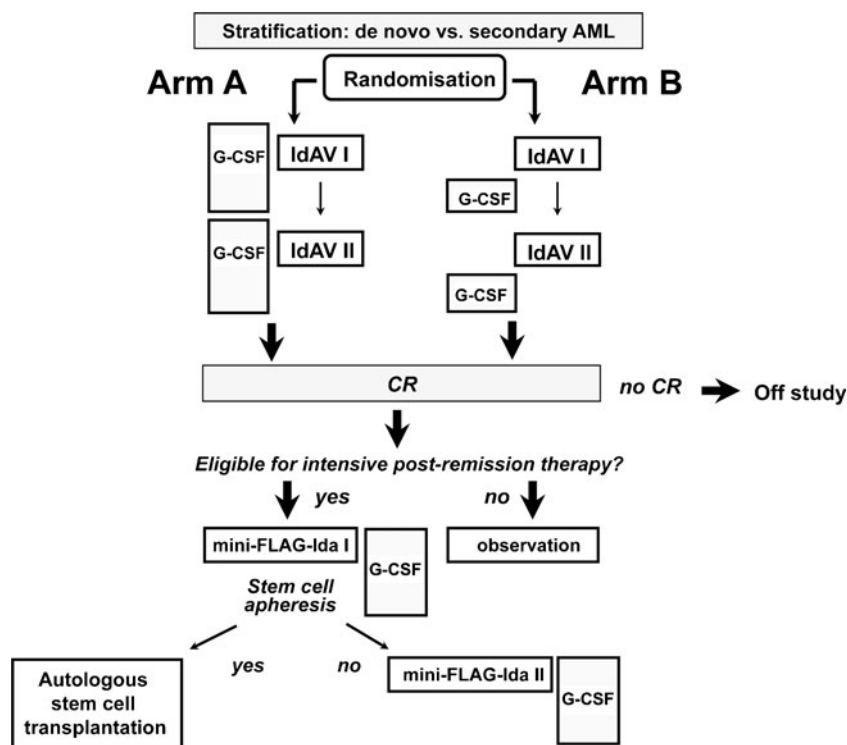 Stratification: de novo vs. secondary AML
Arm A
Randomisation
Arm B
G-CSF
IdAV I
IdAV I
G-CSF
G-CSF
IdAV II
IdAV II
G-CSF
CR
no CR
Off study
Eligible for intensive post-remission therapy?
yes
no
mini-FLAG-Ida I
G-CSF
observation
Stem cell
apheresis
yes
no
Autologous
stem cell
transplantation
mini-FLAG-Ida II
G-CSF